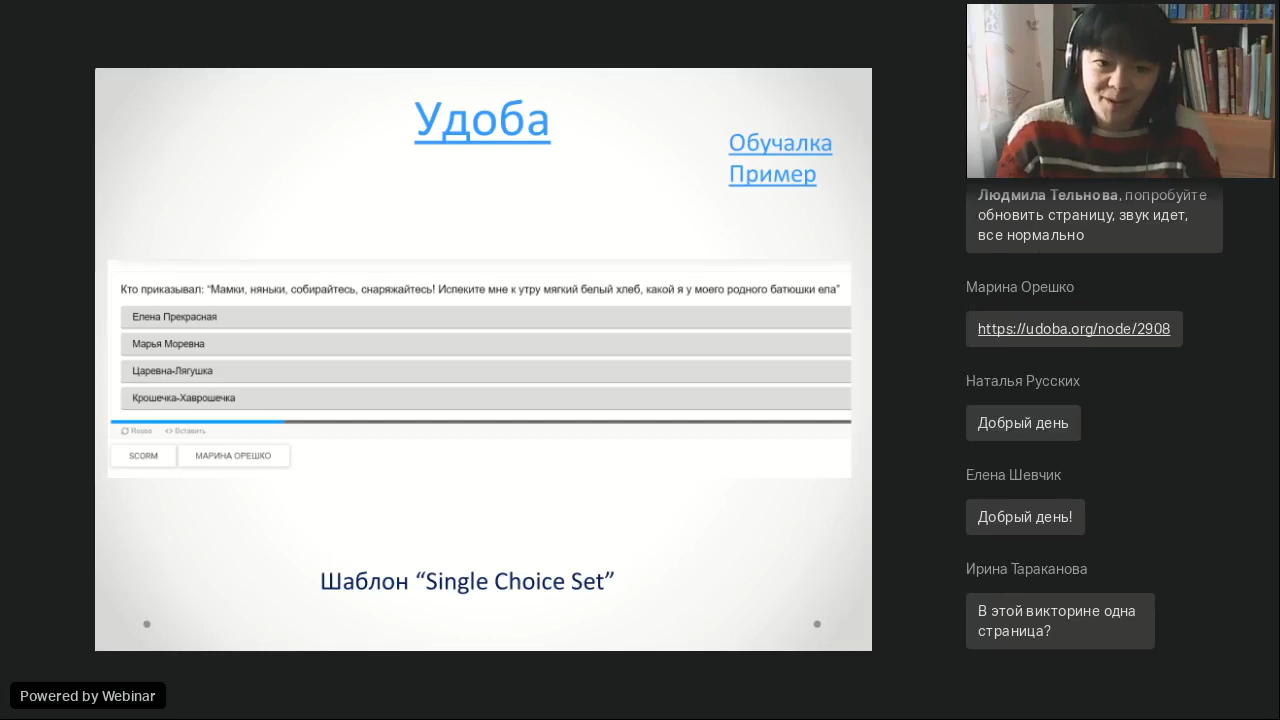 Удоба
Обучалка
Пример
Кто приказывал: “Мамки, няньки, собирайтесь, снаряжайтесь! Испеките мне к утру мягкий белый хлеб, какой я у моего родного батюшки ела”
Елена Прекрасная
Марья Моревна
Царевна-Лягушка
Крошечка-Хаврошечка
Reuse <> Вставить
SCORM МАРИНА ОРЕШКО
Шаблон “Single Choice Set”
Людмила Тельнова, попробуйте
обновить страницу, звук идет,
все нормально
Марина Орешко
https://udoba.org/node/2908
Наталья Русских
Добрый день
Елена Шевчик
Добрый день!
Ирина Тараканова
В этой викторине одна
страница?
Powered by Webinar